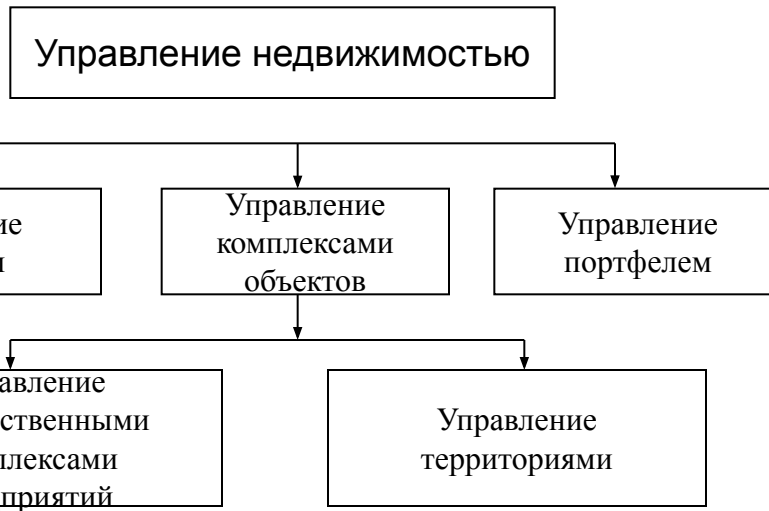 Управление недвижимостью
Управление
комплексами
объектов
Управление
портфелем
Управление
территориями